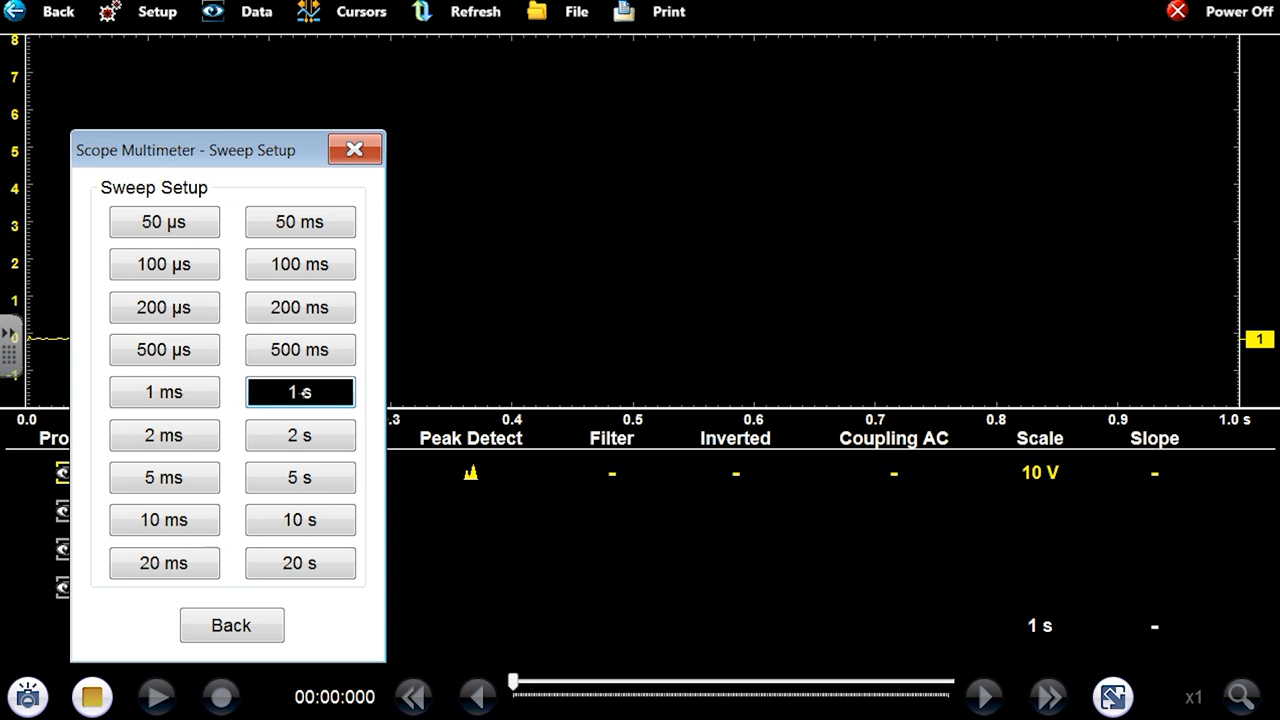 Back Setup Data Cursors Refresh File Print Power Off
8
7
6
5
4
3
2
1
0
-1
Scope Multimeter - Sweep Setup
Sweep Setup
50 µs 50 ms
100 µs 100 ms
200 µs 200 ms
500 µs 500 ms
1 ms 1 s
2 ms 2 s
5 ms 5 s
10 ms 10 s
20 ms 20 s
Back
1
0.0 .3 0.4 0.5 0.6 0.7 0.8 0.9 1.0 s
Pro Peak Detect Filter Inverted Coupling AC Scale Slope
- - - 10 V -
1 s -
00:00:000 x1